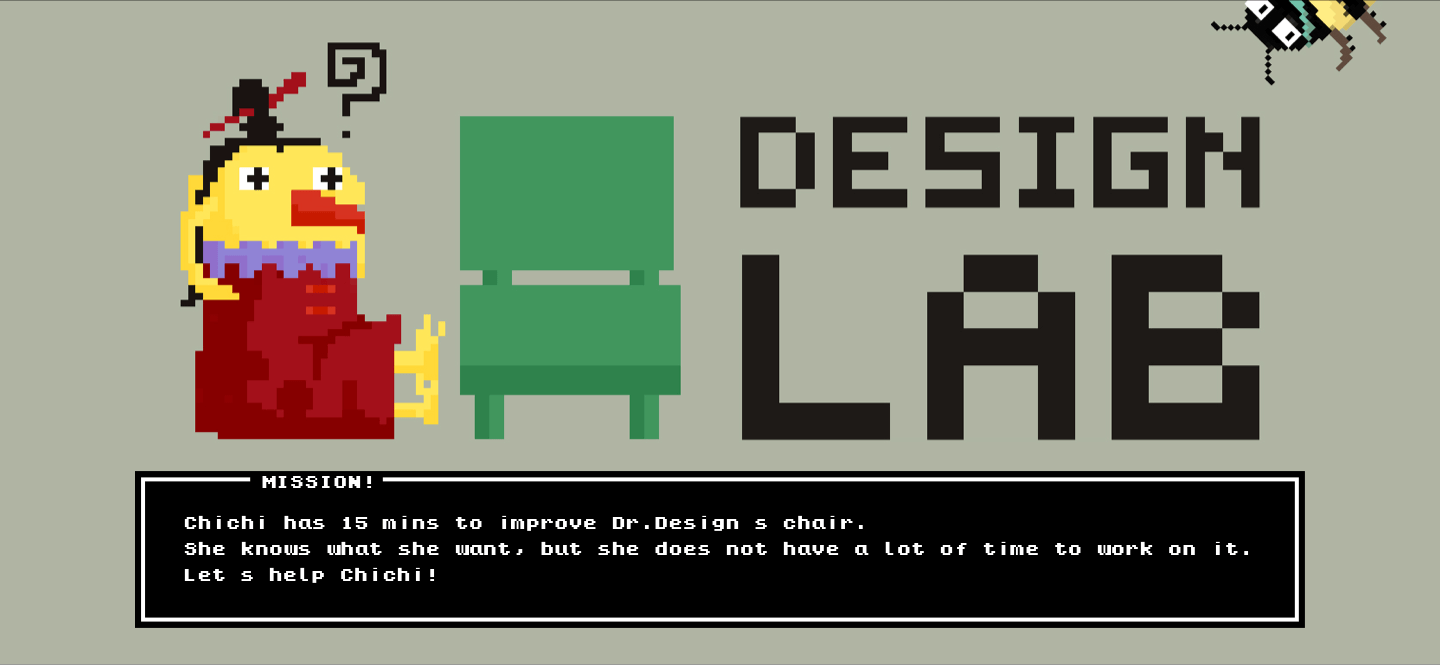 DESIGN
LAB
MISSION!
Chichi has 15 mins to improve Dr.Design s chair.
She knows what she want, but she does not have a lot of time to work on it.
Let s help Chichi!